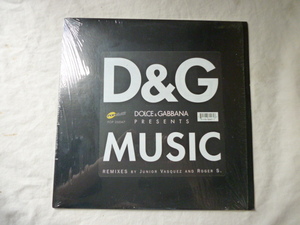 D&G
DOLCE & GABBANA
PRESENTS
MUSIC
REMIXES BY JUNIOR VASQUEZ AND ROGER S.